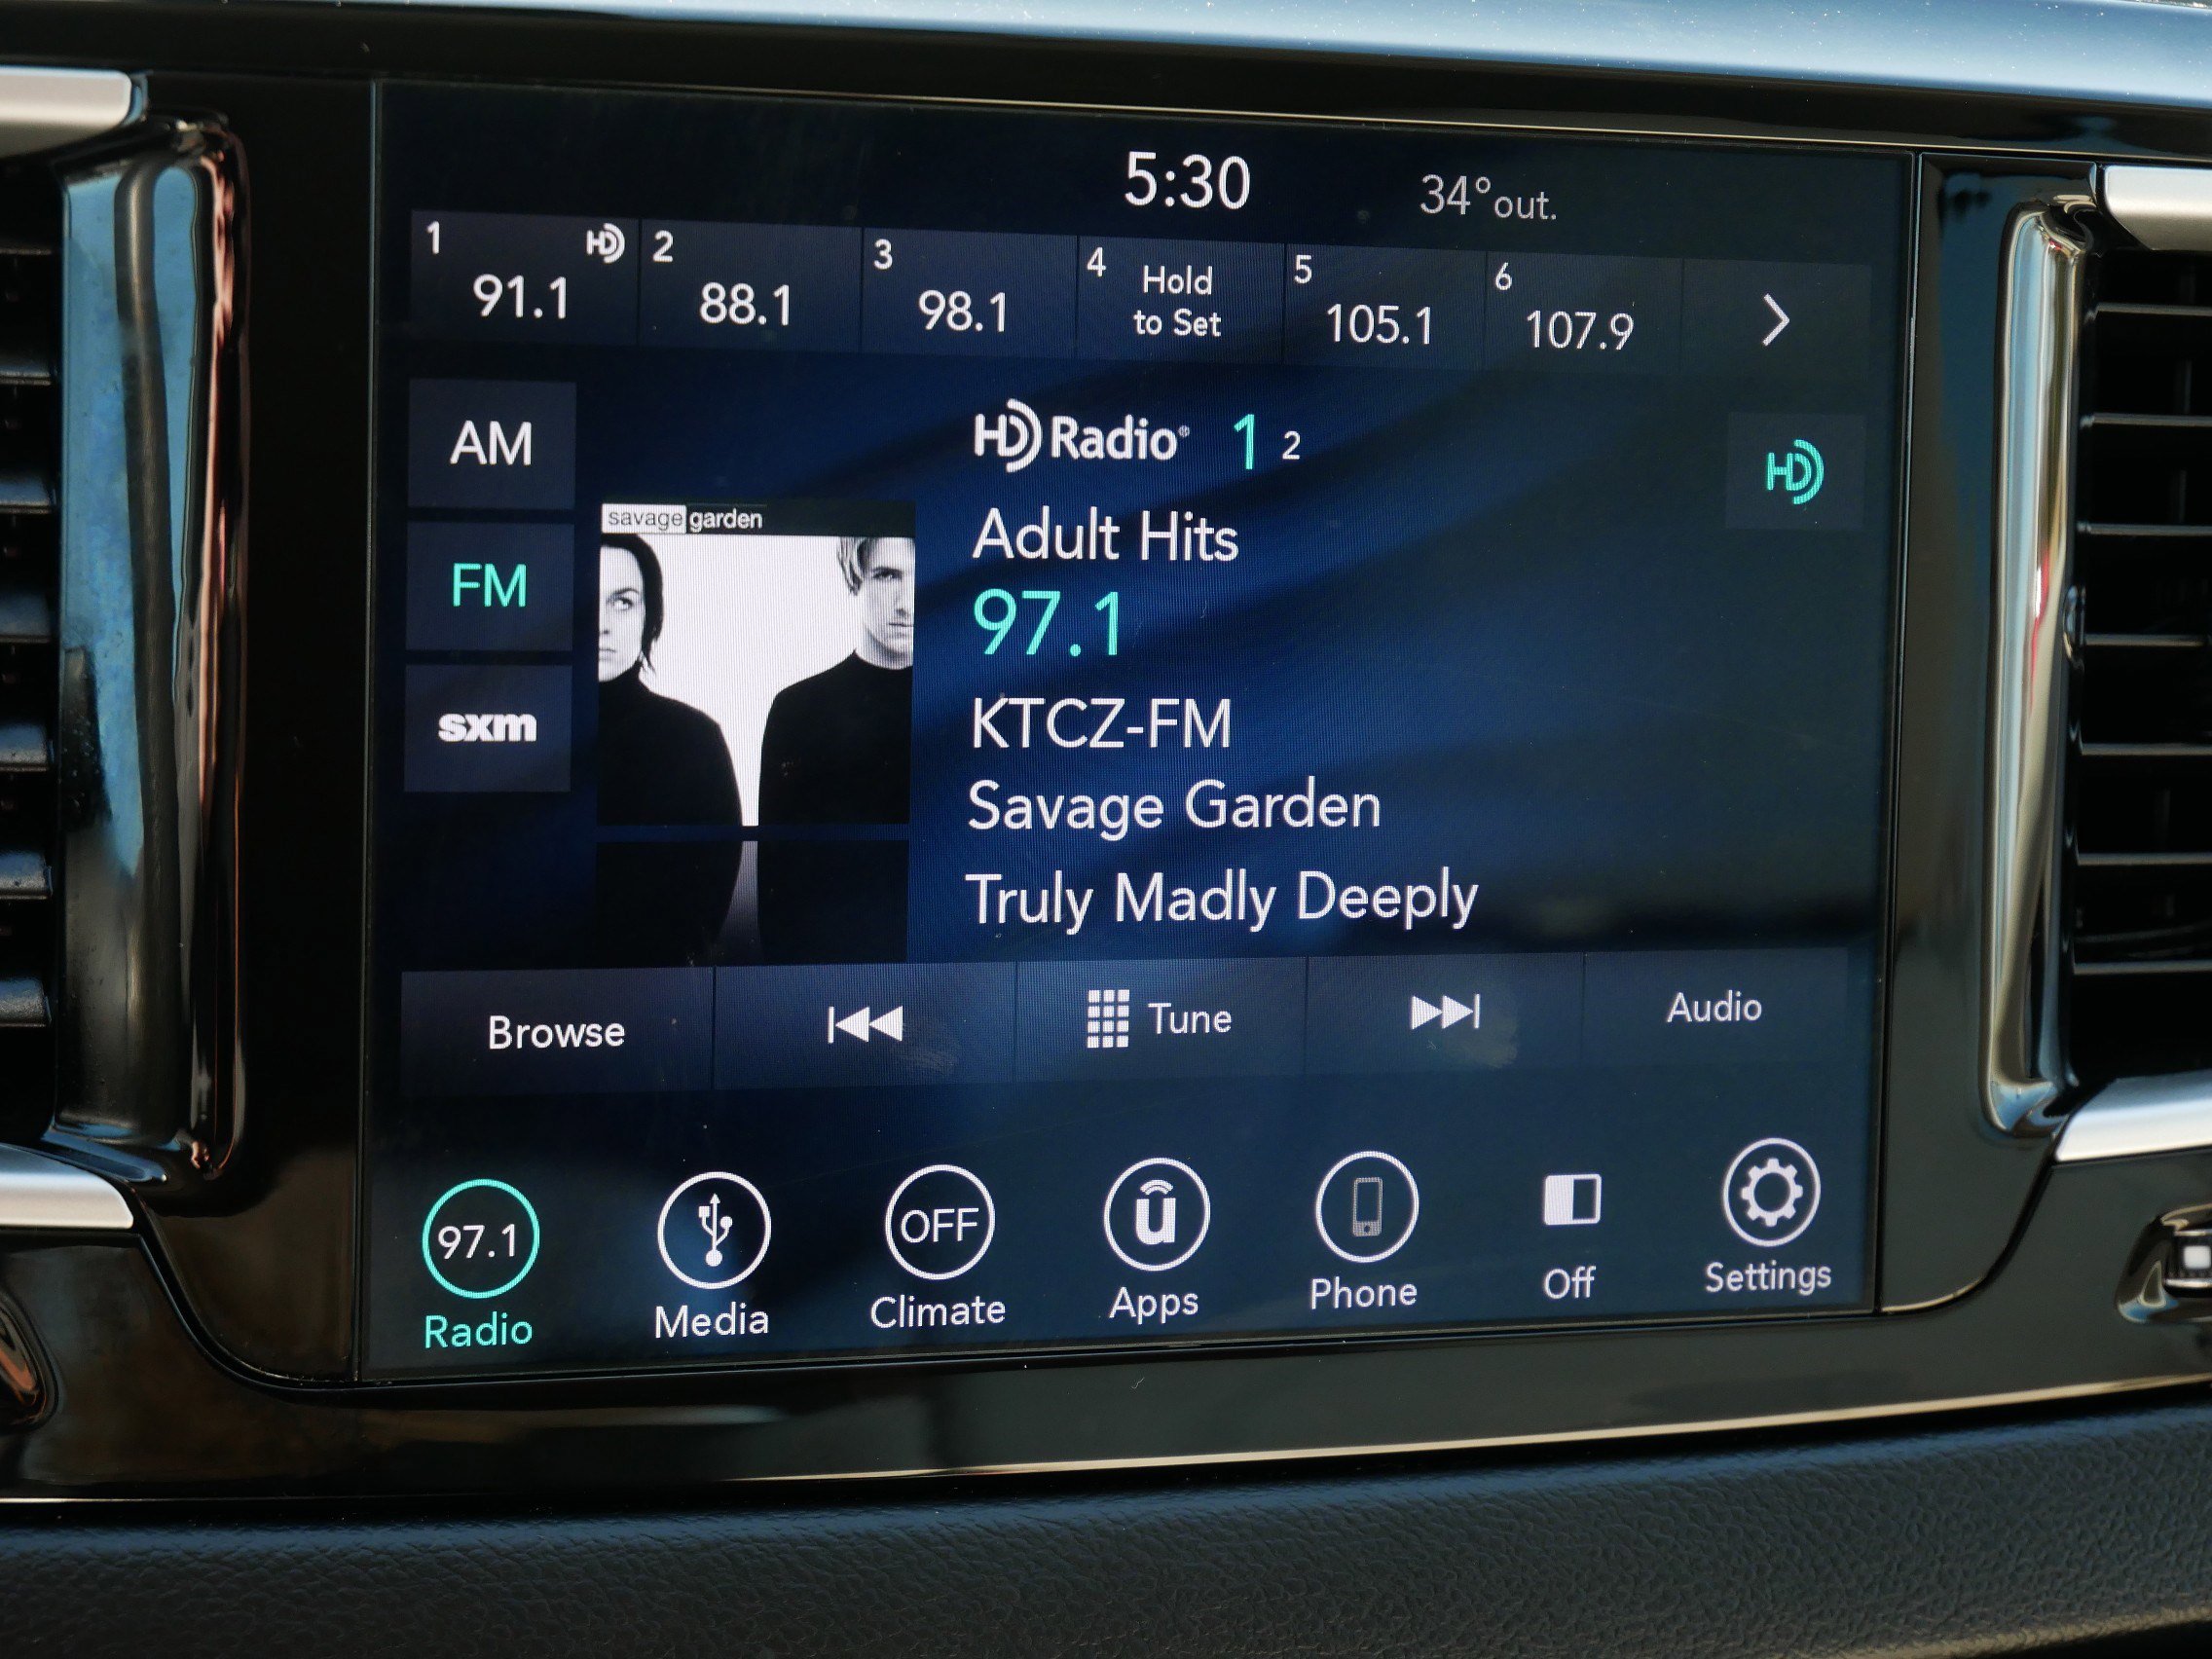 5:30 34°out.
1 HD 91.1 2 88.1 3 98.1 4 Hold to Set 5 105.1 6 107.9
AM
FM
sxm
savage garden
HD Radio® 1 2
HD
Adult Hits
97.1
KTCZ-FM
Savage Garden
Truly Madly Deeply
Browse Tune Audio
97.1 OFF u
Radio Media Climate Apps Phone Off Settings